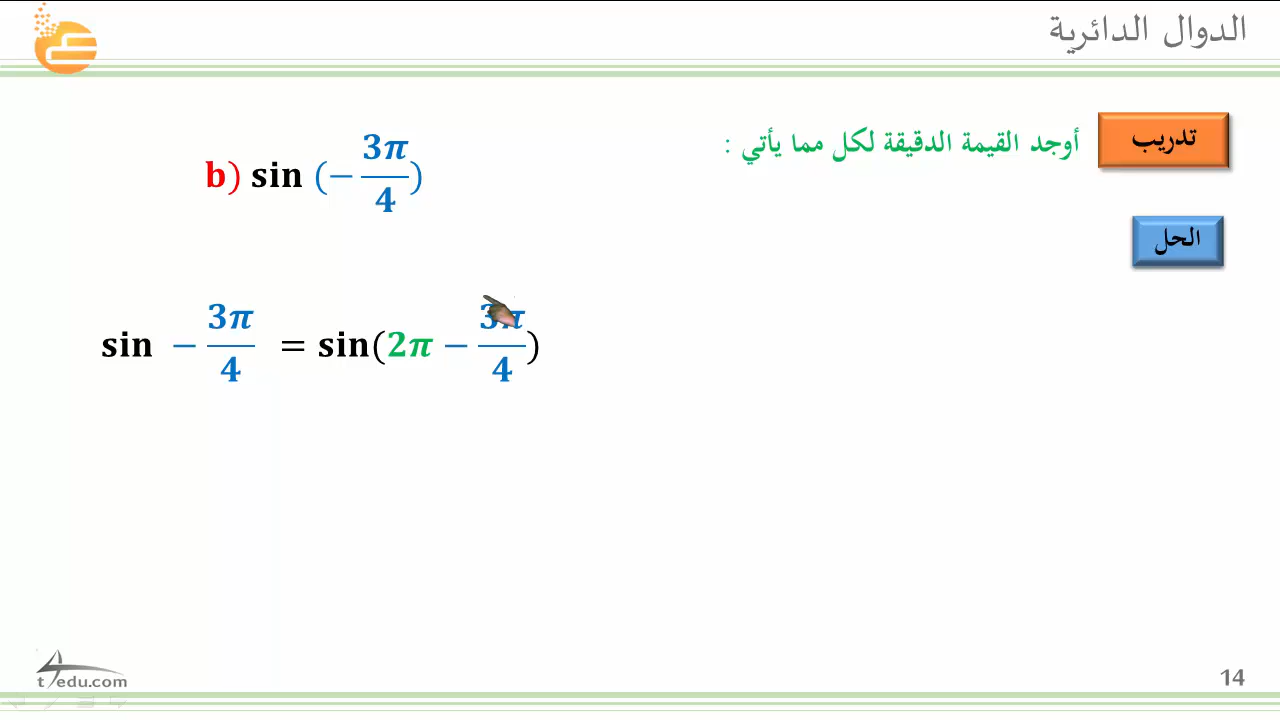 الدوال الدائرية
تدريب
أوجد القيمة الدقيقة لكل مما يأتي :
b) sin (−3π/4)
الحل
sin −3π/4 = sin(2π − 3π/4)
t4edu.com
14